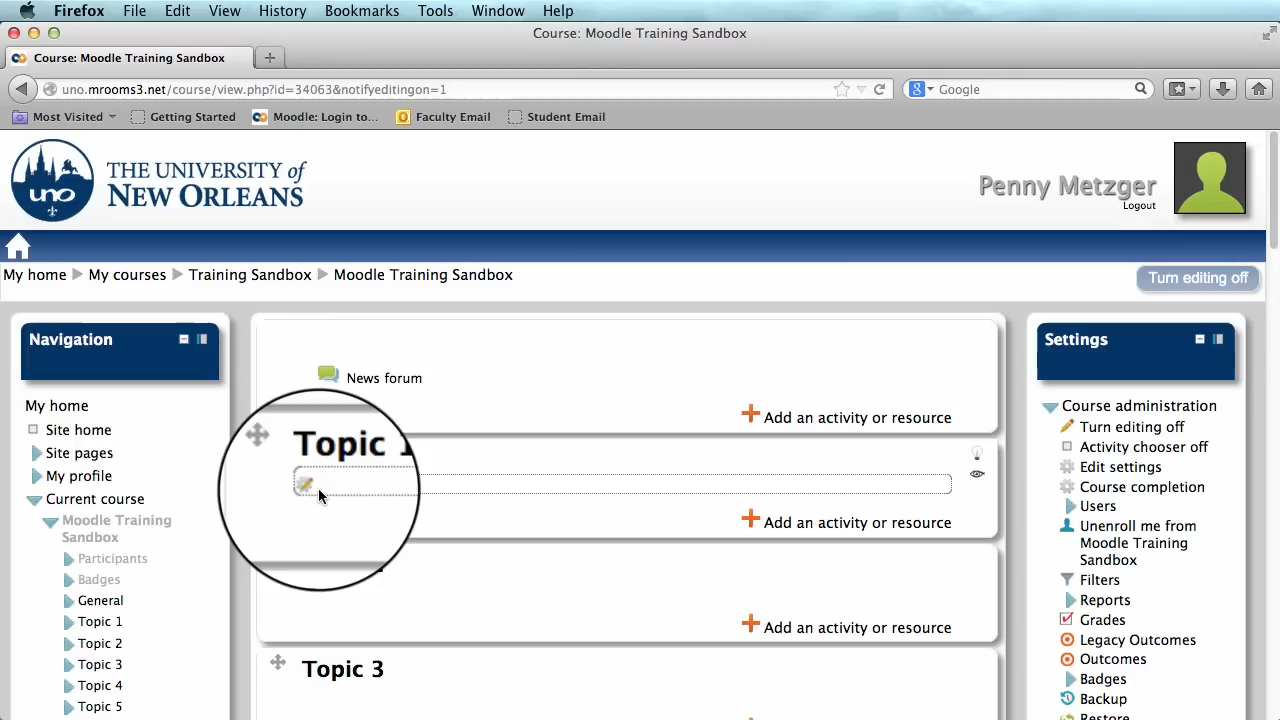 Firefox File Edit View History Bookmarks Tools Window Help
Course: Moodle Training Sandbox
Course: Moodle Training Sandbox
uno.mrooms3.net/course/view.php?id=34063&notifyeditingon=1
Google
Most Visited Getting Started Moodle: Login to... Faculty Email Student Email
uno
THE UNIVERSITY of
NEW ORLEANS
Penny Metzger
Logout
My home My courses Training Sandbox Moodle Training Sandbox
Turn editing off
Navigation
My home
Site home
Site pages
My profile
Current course
Moodle Training
Sandbox
Participants
Badges
General
Topic 1
Topic 2
Topic 3
Topic 4
Topic 5
News forum
Add an activity or resource
Topic 1
Add an activity or resource
Add an activity or resource
Topic 3
Settings
Course administration
Turn editing off
Activity chooser off
Edit settings
Course completion
Users
Unenroll me from
Moodle Training
Sandbox
Filters
Reports
Grades
Legacy Outcomes
Outcomes
Badges
Backup
Restore